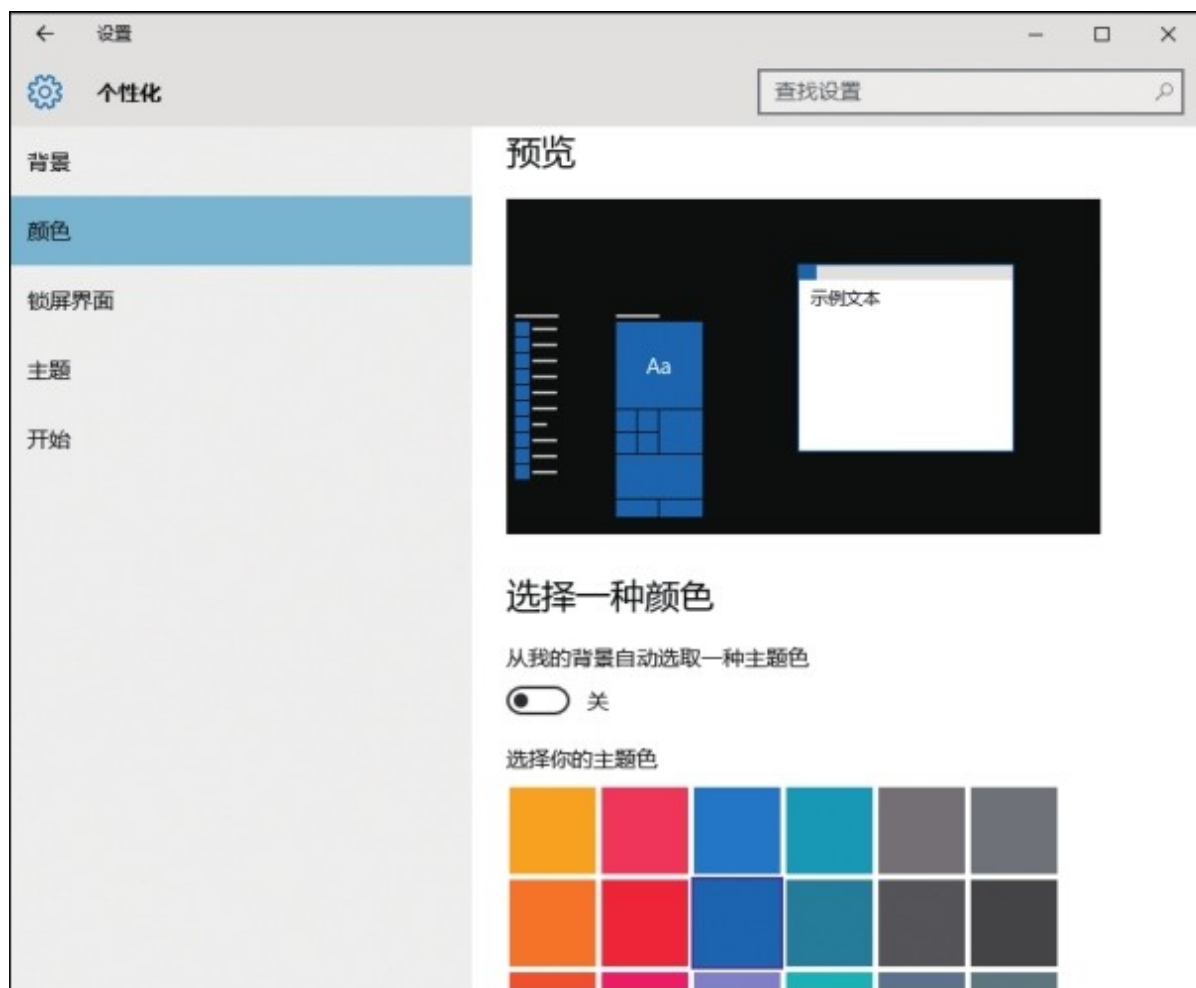 设置
个性化
查找设置
背景
颜色
锁屏界面
主题
开始
预览
示例文本
Aa
选择一种颜色
从我的背景自动选取一种主题色
关
选择你的主题色